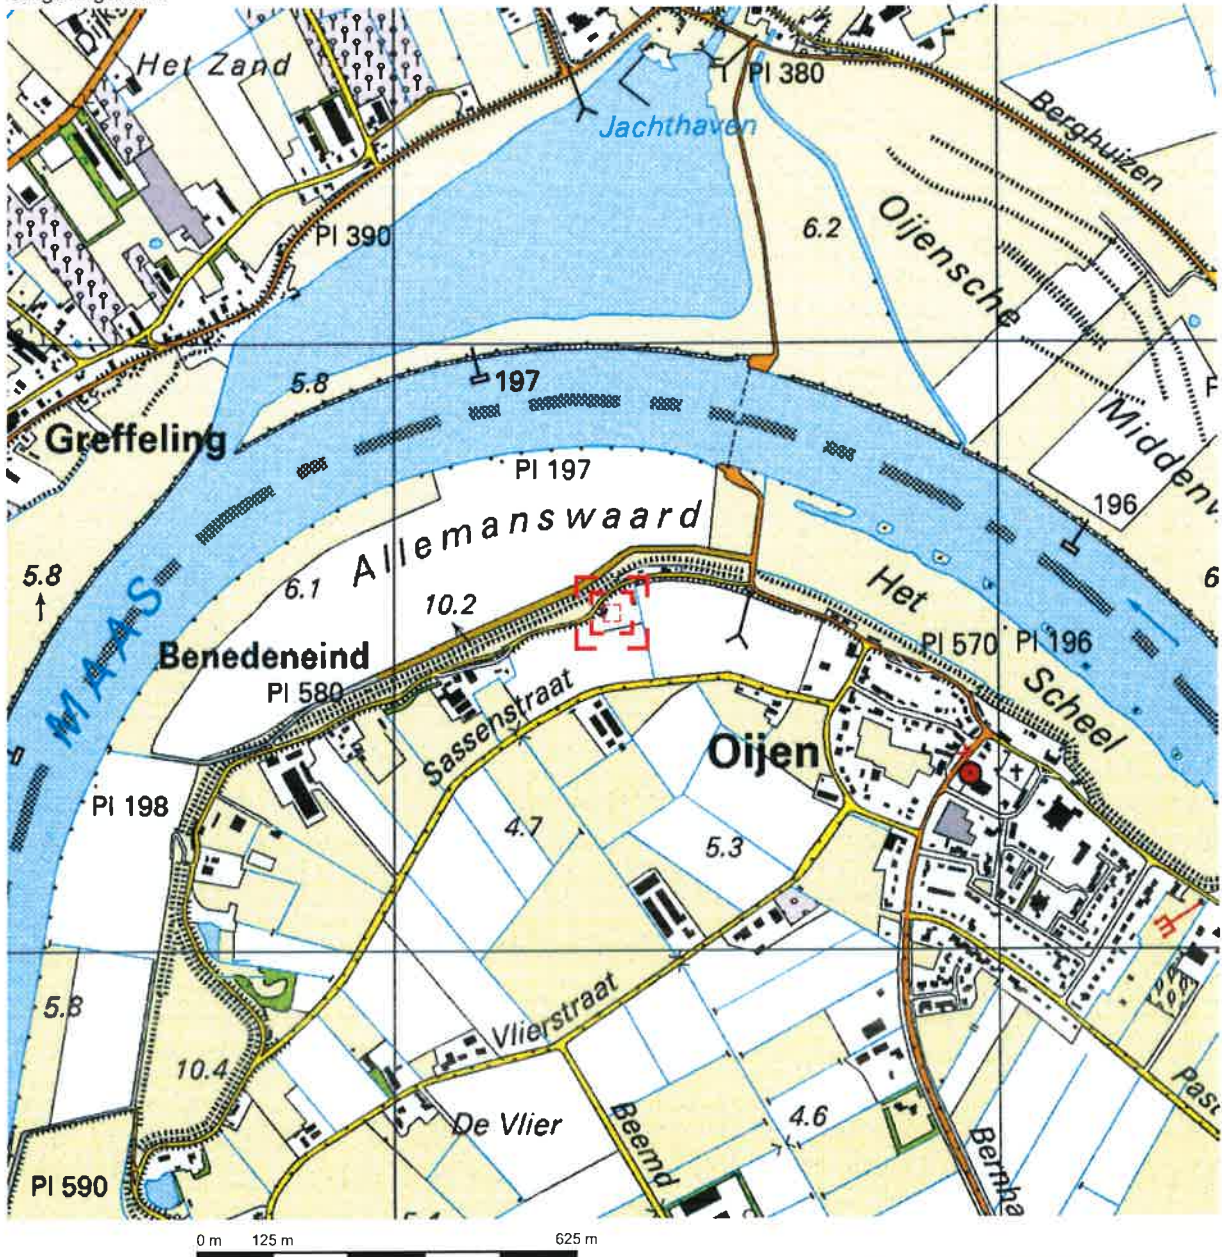 Het Zand
Pl 380
Jachthaven
Berghuizen
Pl 390
6.2
Oijensche
5.8
197
Greffeling
Pl 197
Middenw
196
Allemanswaard
5.8
6.1
10.2
Het
MAAS
Benedeneind
Pl 570
Pl 196
Pl 580
Sassenstraat
Scheel
Oijen
Pl 198
4.7
5.3
5.8
Vlierstraat
10.4
Past
De Vlier
Beemd
4.6
Bernha
Pl 590
0 m
125 m
625 m